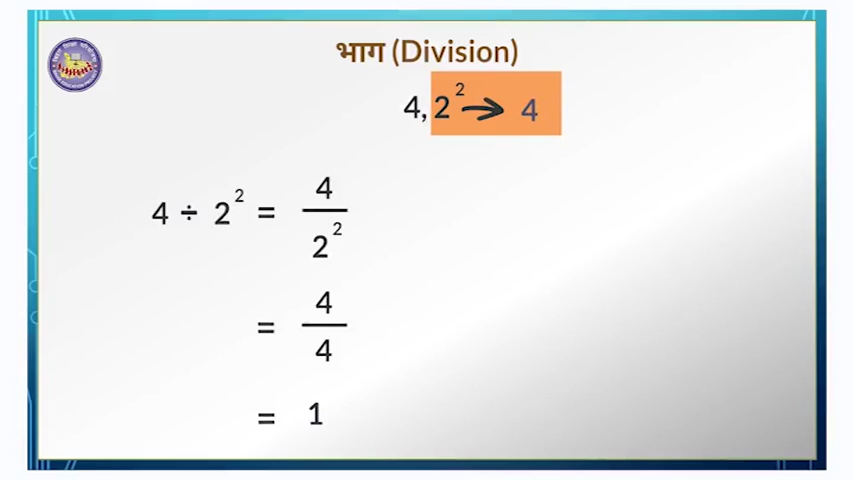 भाग (Division)
4, 2² → 4
4 ÷ 2² = 4/2²
= 4/4
= 1